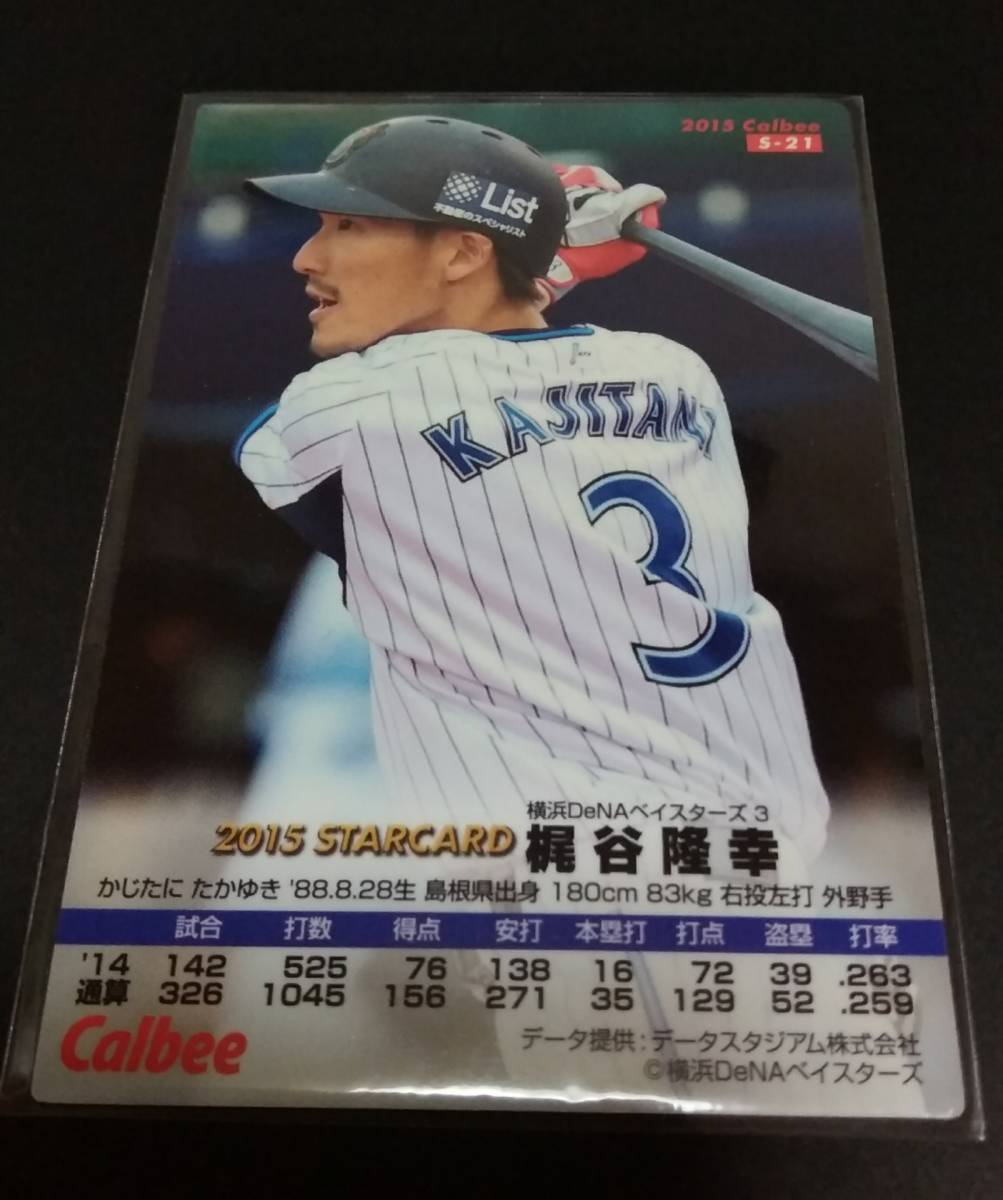 2015 Calbee
S-21
List
不動産のスペシャリスト
KAJITANI
3
横浜DeNAベイスターズ 3
2015 STARCARD 梶谷隆幸
かじたに たかゆき '88.8.28生 島根県出身 180cm 83kg 右投左打 外野手
試合 打数 得点 安打 本塁打 打点 盗塁 打率
'14 142 525 76 138 16 72 39 .263
通算 326 1045 156 271 35 129 52 .259
Calbee
データ提供:データスタジアム株式会社
©横浜DeNAベイスターズ